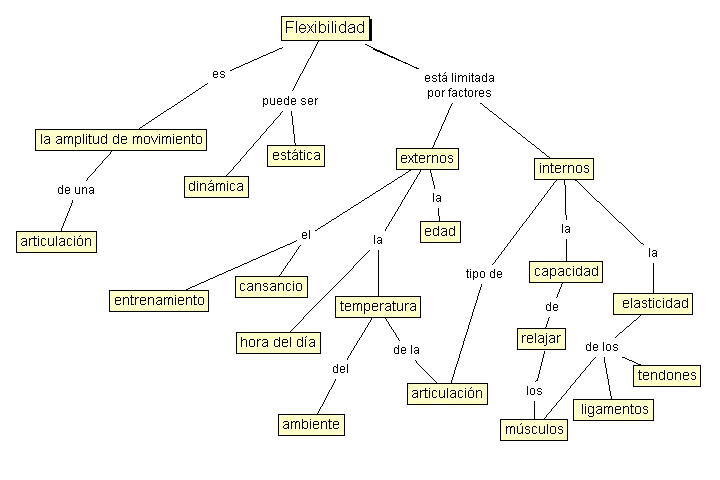 Flexibilidad
es
está limitada
por factores
puede ser
la amplitud de movimiento
estática
externos
internos
dinámica
de una
la
edad
la
la
articulación
el
la
tipo de
capacidad
cansancio
entrenamiento
temperatura
de
elasticidad
hora del día
relajar
de los
del
de la
tendones
articulación
los
ligamentos
ambiente
músculos